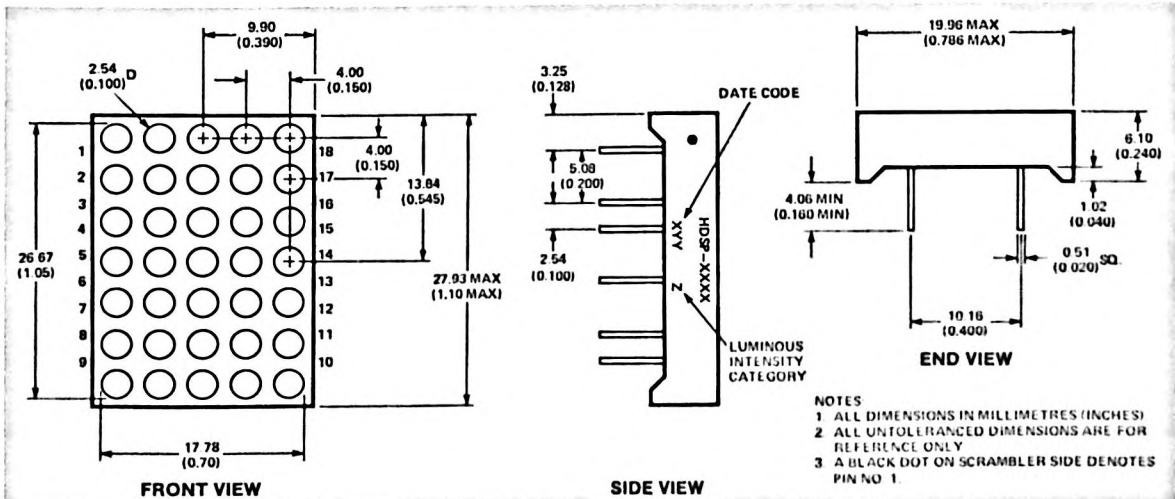 9.90
(0.390)
2.54
(0.100) D
4.00
(0.150)
1
2
3
4
5
6
7
8
9
18
17
16
15
14
13
12
11
10
4.00
(0.150)
13.84
(0.545)
26.67
(1.05)
27.93 MAX
(1.10 MAX)
17.78
(0.70)
FRONT VIEW
3.25
(0.128)
DATE CODE
5.08
(0.200)
2.54
(0.100)
XYY
Z
HDSP-XXXX
LUMINOUS
INTENSITY
CATEGORY
SIDE VIEW
19.96 MAX
(0.786 MAX)
6.10
(0.240)
4.06 MIN
(0.160 MIN)
1.02
(0.040)
0.51
(0.020) SQ.
10.16
(0.400)
END VIEW
NOTES
1 ALL DIMENSIONS IN MILLIMETRES (INCHES)
2 ALL UNTOLERANCED DIMENSIONS ARE FOR
REFERENCE ONLY
3 A BLACK DOT ON SCRAMBLER SIDE DENOTES
PIN NO 1.